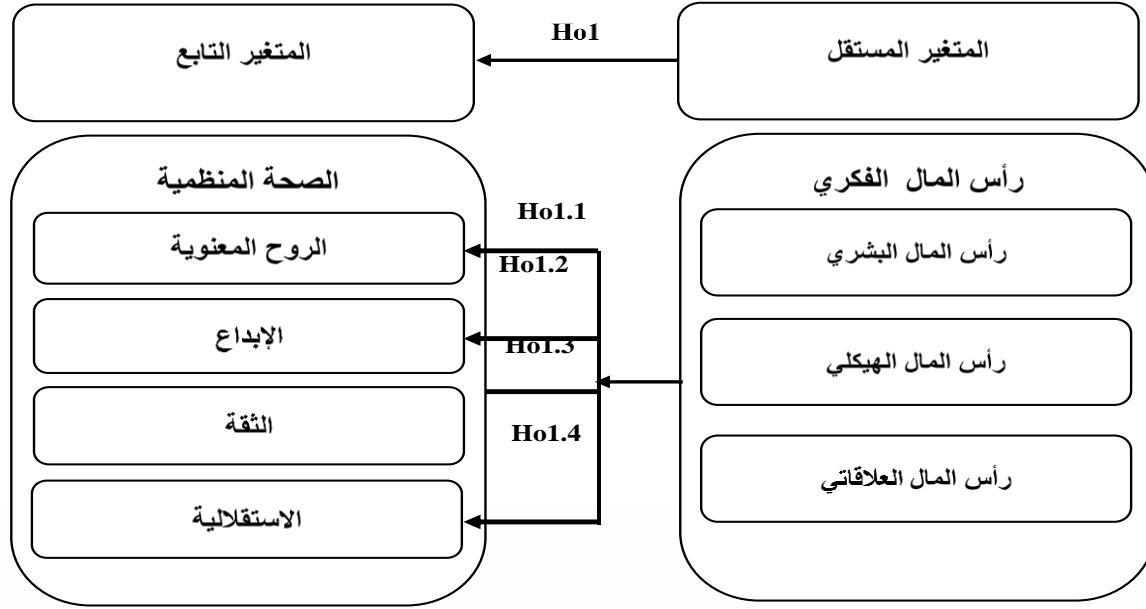 المتغير المستقل
Ho1
المتغير التابع
رأس المال الفكري
رأس المال البشري
رأس المال الهيكلي
رأس المال العلاقاتي
Ho1.1
Ho1.2
Ho1.3
Ho1.4
الصحة المنظمية
الروح المعنوية
الإبداع
الثقة
الاستقلالية